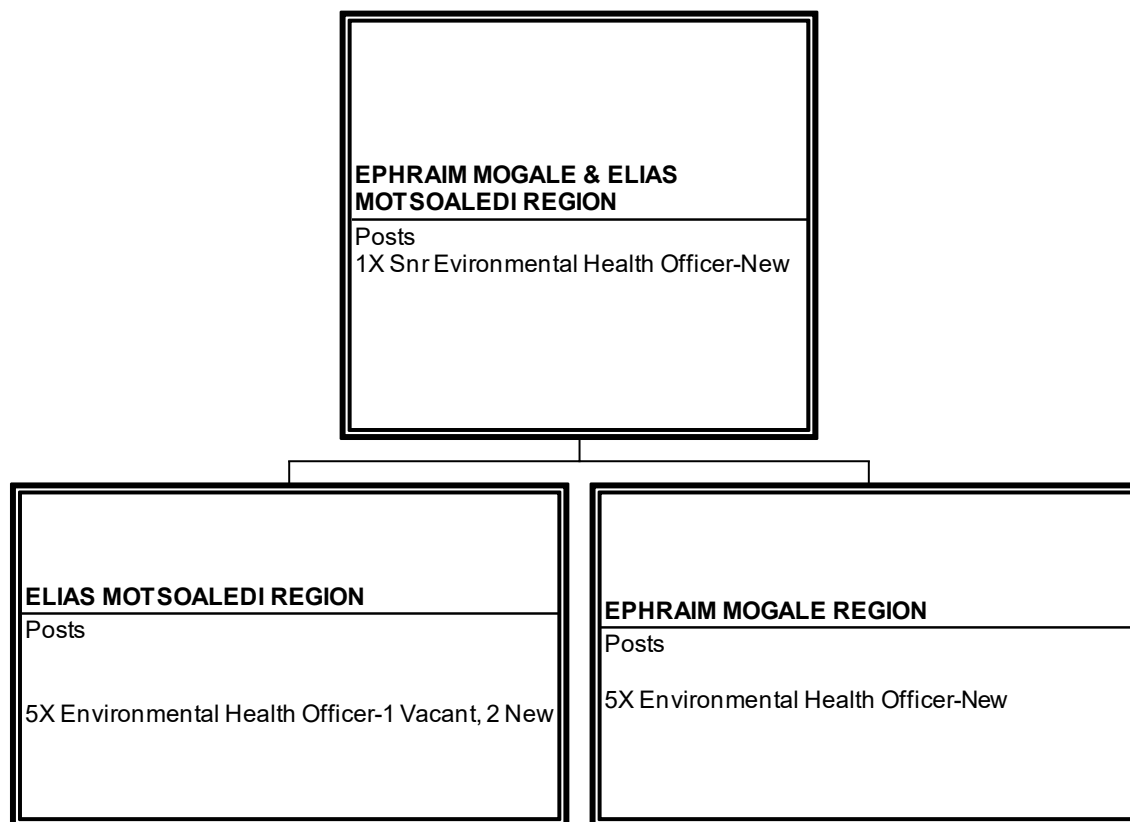 EPHRAIM MOGALE & ELIAS
MOTSOALEDI REGION
Posts
1X Snr Evironmental Health Officer-New
ELIAS MOTSOALEDI REGION
Posts
5X Environmental Health Officer-1 Vacant, 2 New
EPHRAIM MOGALE REGION
Posts
5X Environmental Health Officer-New